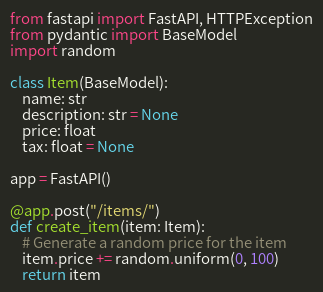 from fastapi import FastAPI, HTTPException
from pydantic import BaseModel
import random

class Item(BaseModel):
    name: str
    description: str = None
    price: float
    tax: float = None

app = FastAPI()

@app.post("/items/")
def create_item(item: Item):
    # Generate a random price for the item
    item.price += random.uniform(0, 100)
    return item